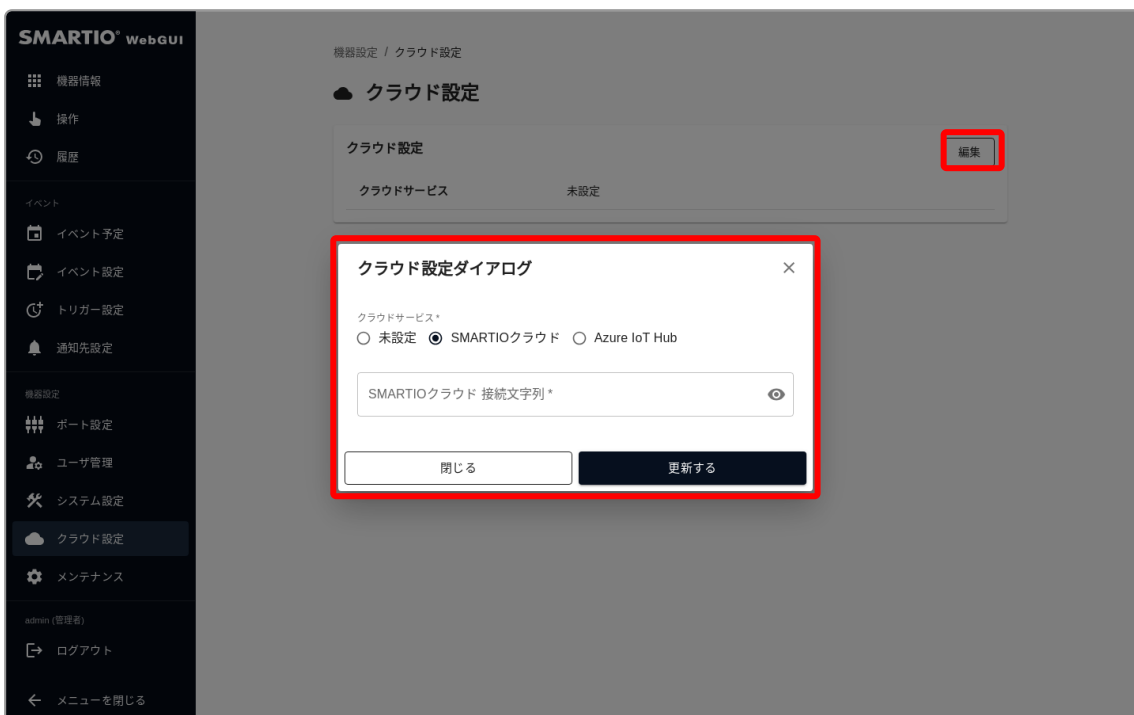 SMARTIO® WebGUI
機器情報
操作
履歴
イベント
イベント予定
イベント設定
トリガー設定
通知先設定
機器設定
ポート設定
ユーザ管理
システム設定
クラウド設定
メンテナンス
admin (管理者)
ログアウト
メニューを閉じる
機器設定 / クラウド設定
クラウド設定
クラウド設定
編集
クラウドサービス 未設定
クラウド設定ダイアログ
クラウドサービス *
未設定 SMARTIOクラウド Azure IoT Hub
SMARTIOクラウド 接続文字列 *
閉じる 更新する